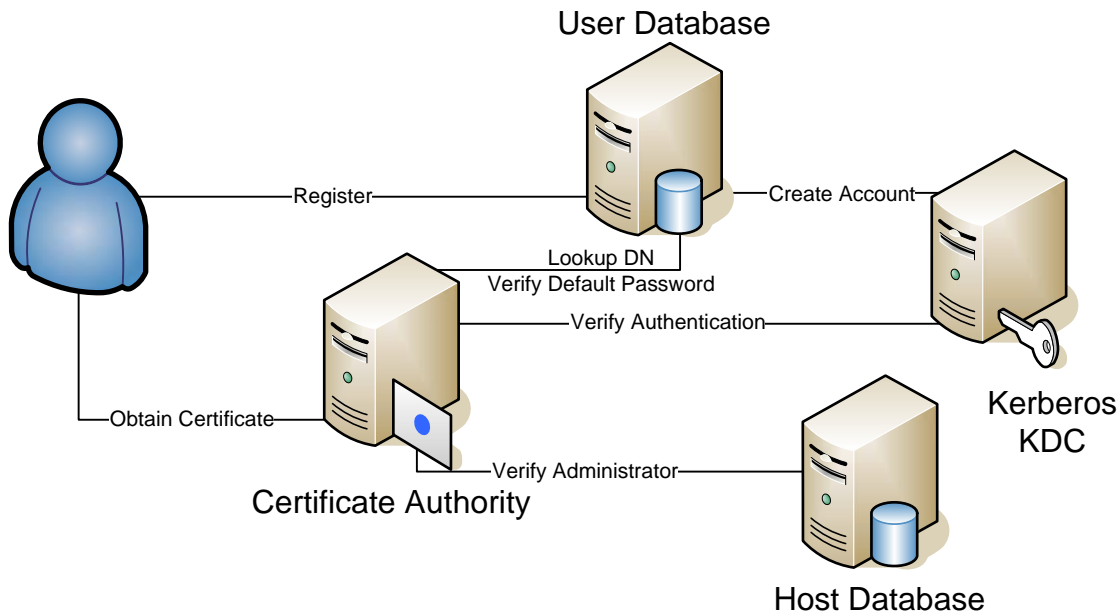 User Database
Register
Create Account
Lookup DN
Verify Default Password
Verify Authentication
Kerberos
KDC
Obtain Certificate
Verify Administrator
Certificate Authority
Host Database